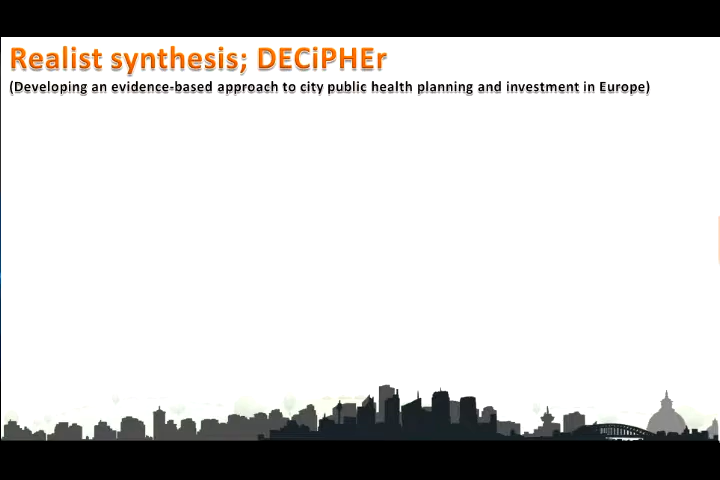 Realist synthesis; DECiPHEr
(Developing an evidence-based approach to city public health planning and investment in Europe)